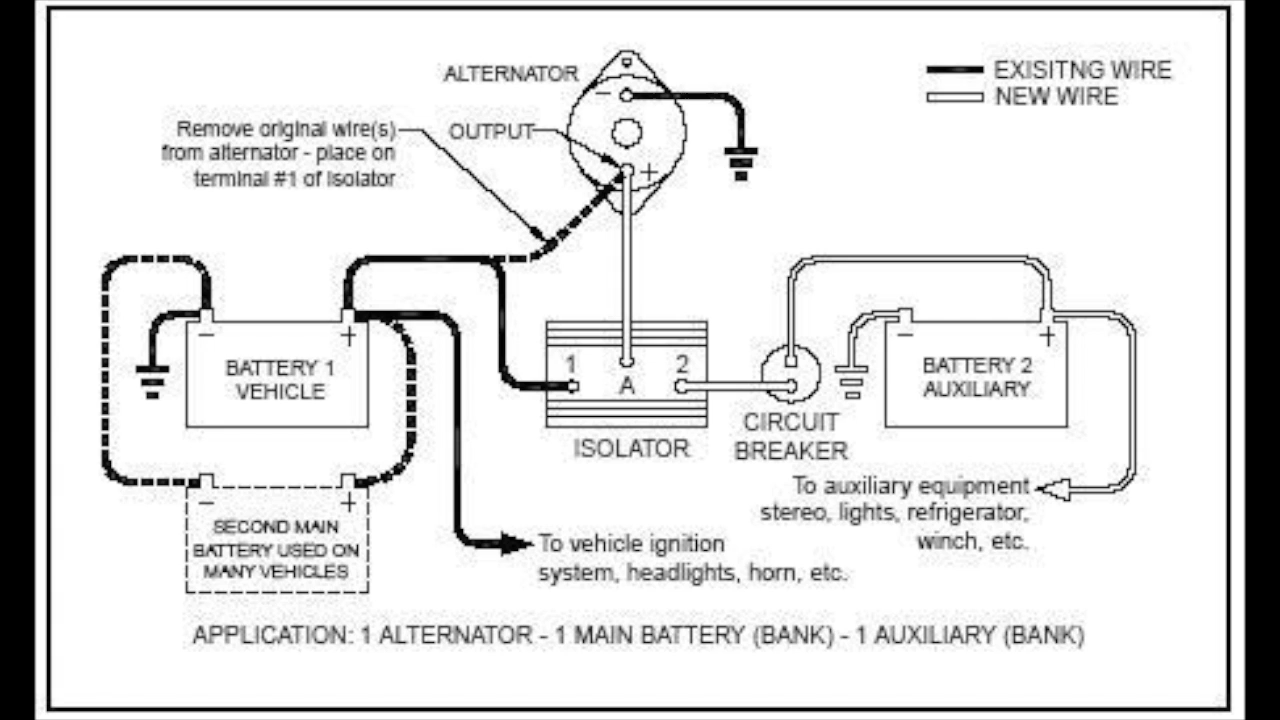 ALTERNATOR
EXISITNG WIRE
NEW WIRE
−
OUTPUT
+
Remove original wire(s)
from alternator - place on
terminal #1 of isolator
− +
BATTERY 1
VEHICLE
1 A 2
ISOLATOR
CIRCUIT
BREAKER
− +
BATTERY 2
AUXILIARY
To auxiliary equipment
stereo, lights, refrigerator,
winch, etc.
− +
SECOND MAIN
BATTERY USED ON
MANY VEHICLES
To vehicle ignition
system, headlights, horn, etc.
APPLICATION: 1 ALTERNATOR - 1 MAIN BATTERY (BANK) - 1 AUXILIARY (BANK)